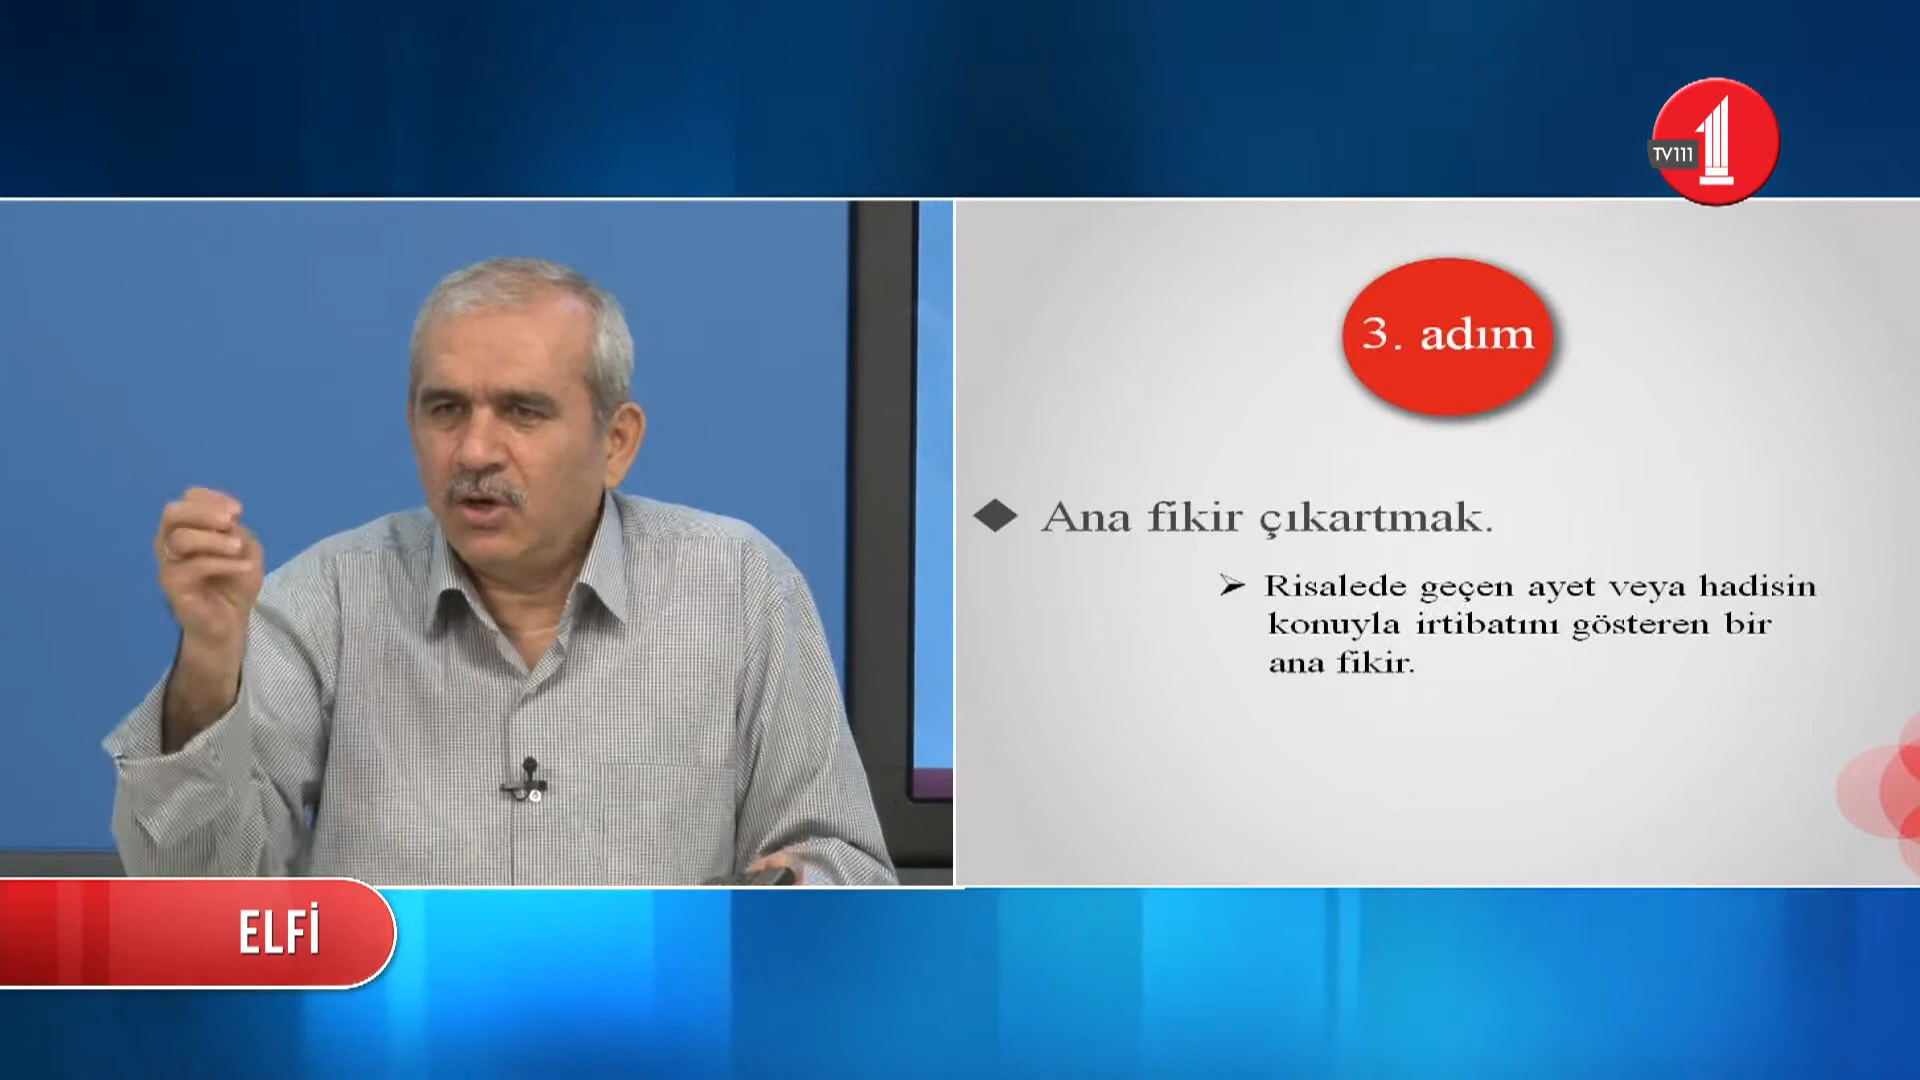 TV111
3. adım
Ana fikir çıkartmak.
Risalede geçen ayet veya hadisin
konuyla irtibatını gösteren bir
ana fikir.
ELFİ